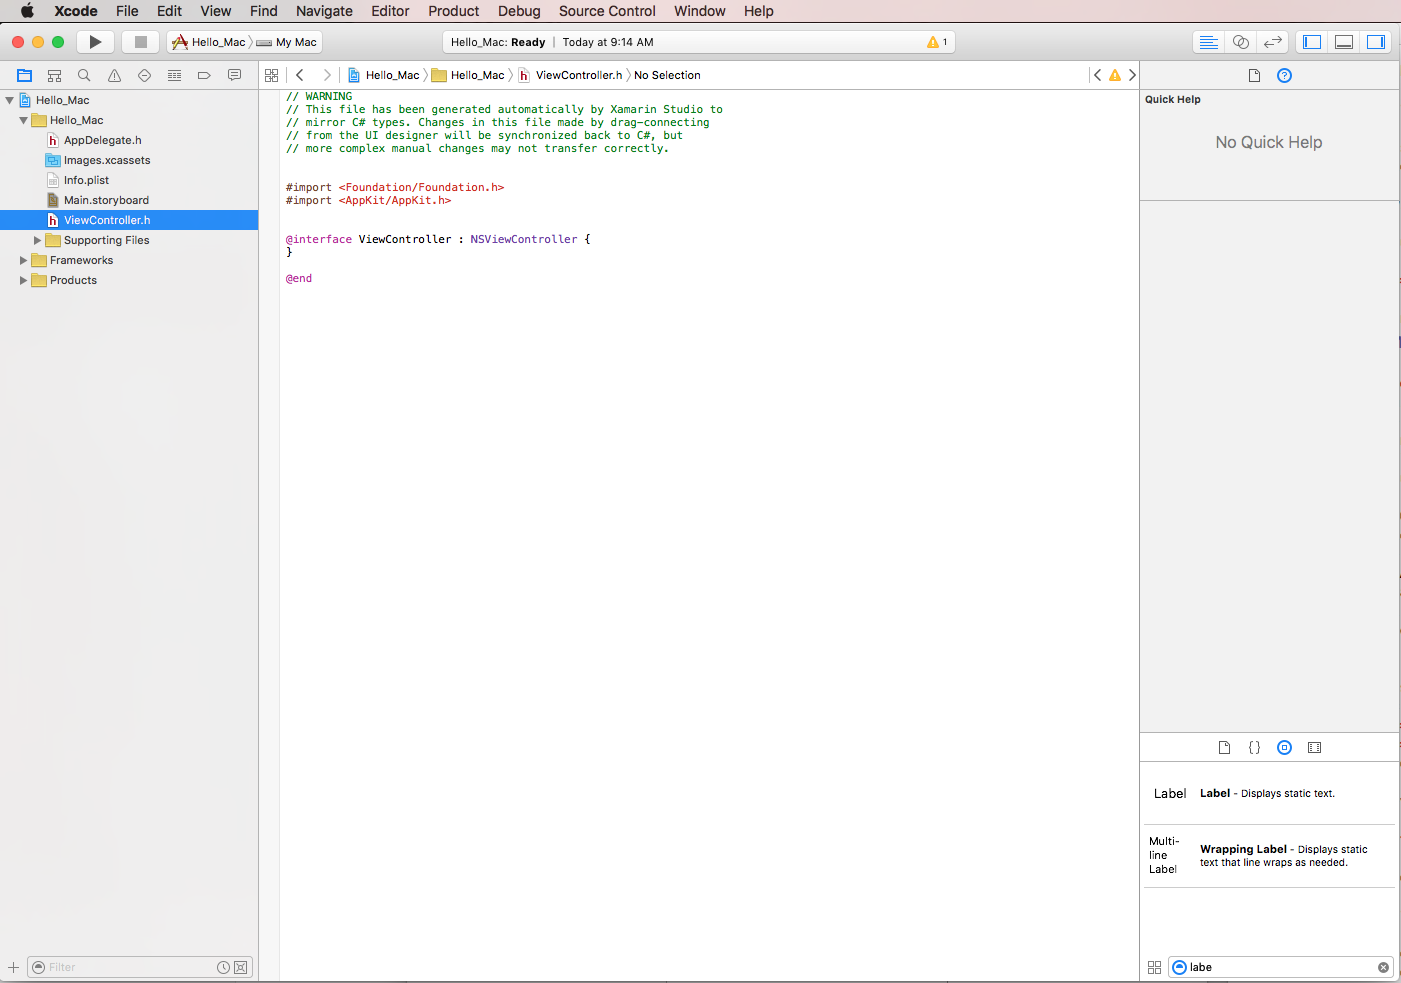 Xcode File Edit View Find Navigate Editor Product Debug Source Control Window Help
Hello_Mac My Mac
Hello_Mac: Ready | Today at 9:14 AM
1
Hello_Mac Hello_Mac h ViewController.h No Selection
Hello_Mac
Hello_Mac
h AppDelegate.h
Images.xcassets
Info.plist
Main.storyboard
h ViewController.h
Supporting Files
Frameworks
Products
Filter
// WARNING
// This file has been generated automatically by Xamarin Studio to
// mirror C# types. Changes in this file made by drag-connecting
// from the UI designer will be synchronized back to C#, but
// more complex manual changes may not transfer correctly.
#import <Foundation/Foundation.h>
#import <AppKit/AppKit.h>
@interface ViewController : NSViewController {
}
@end
Quick Help
No Quick Help
{}
Label
Label - Displays static text.
Multi-
line
Label
Wrapping Label - Displays static
text that line wraps as needed.
labe